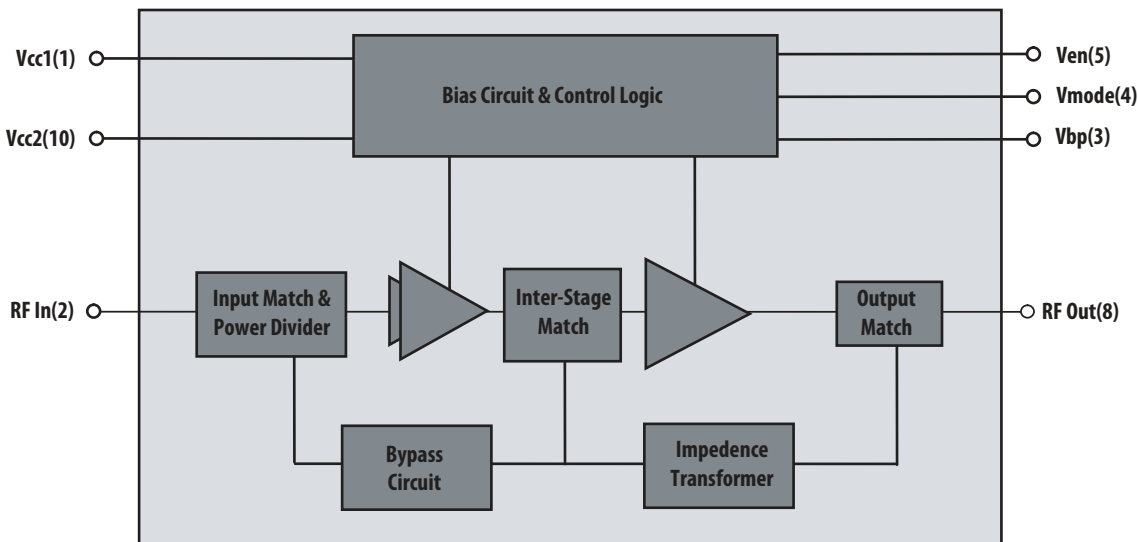 Vcc1(1)
Ven(5)
Bias Circuit & Control Logic
Vmode(4)
Vcc2(10)
Vbp(3)
RF In(2)
Input Match &
Power Divider
Inter-Stage
Match
Output
Match
RF Out(8)
Bypass
Circuit
Impedence
Transformer